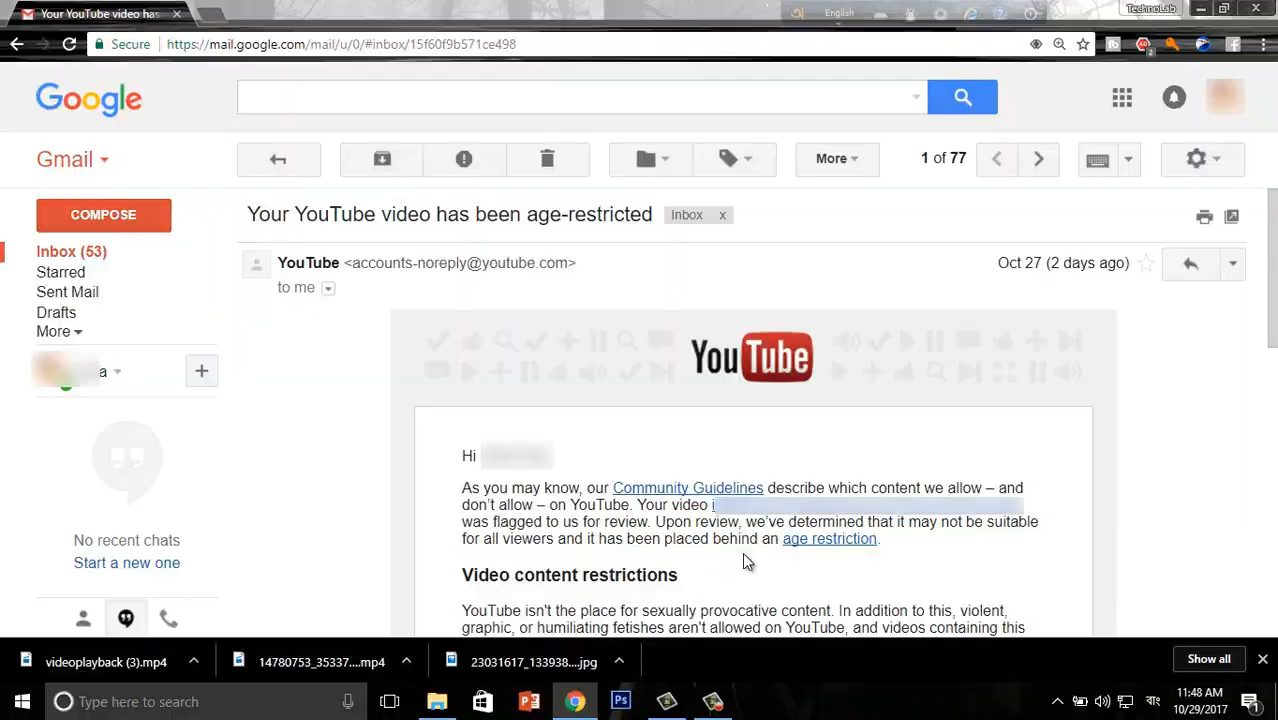 Your YouTube video has
English
TechnoLab
Secure
https://mail.google.com/mail/u/0/#inbox/15f60f9b571ce498
2
Google
Gmail
More
1 of 77
COMPOSE
Your YouTube video has been age-restricted
Inbox x
Inbox (53)
Starred
Sent Mail
Drafts
More
YouTube <accounts-noreply@youtube.com>
Oct 27 (2 days ago)
to me
a
YouTube
Hi
As you may know, our Community Guidelines describe which content we allow – and
don’t allow – on YouTube. Your video i
was flagged to us for review. Upon review, we’ve determined that it may not be suitable
for all viewers and it has been placed behind an age restriction.
Video content restrictions
YouTube isn't the place for sexually provocative content. In addition to this, violent,
graphic, or humiliating fetishes aren't allowed on YouTube, and videos containing this
No recent chats
Start a new one
videoplayback (3).mp4
14780753_35337....mp4
23031617_133938....jpg
Show all
Type here to search
Ps
বাং
11:48 AM
10/29/2017
1